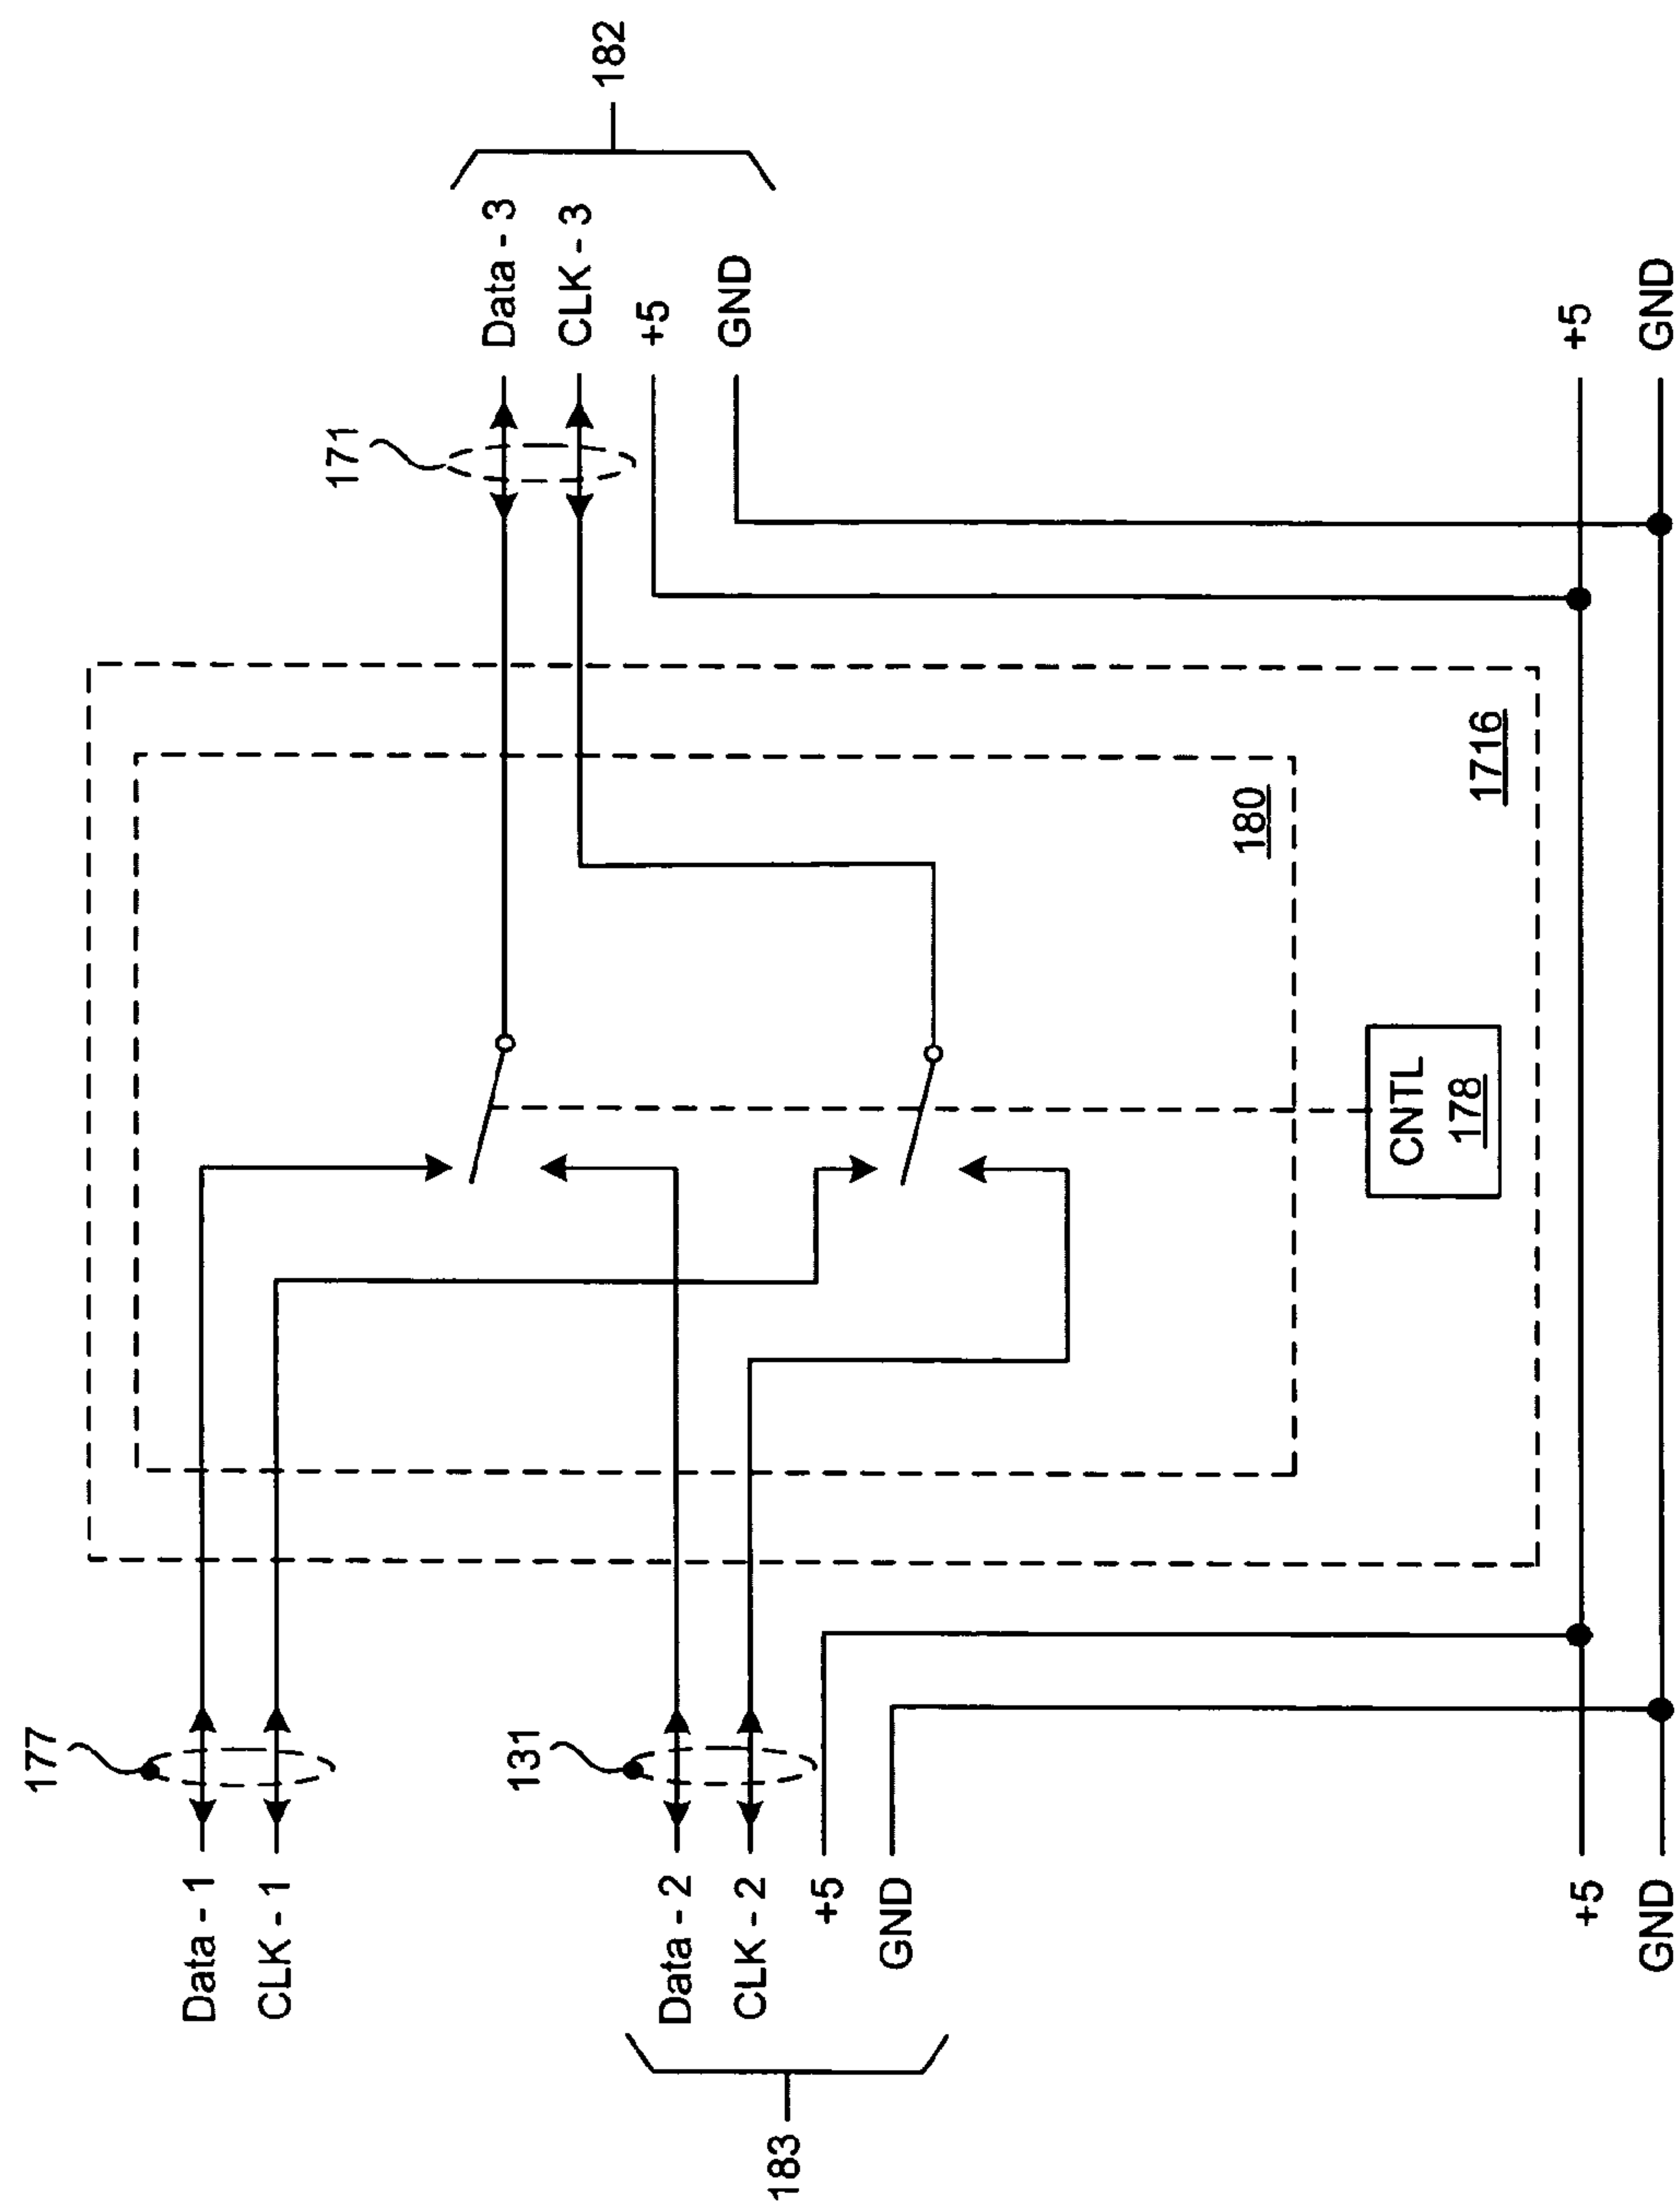 177
Data - 1
CLK - 1
131
183
Data - 2
CLK - 2
+5
GND
+5
GND
180
CNTL
178
1716
171
182
Data - 3
CLK - 3
+5
GND
+5
GND